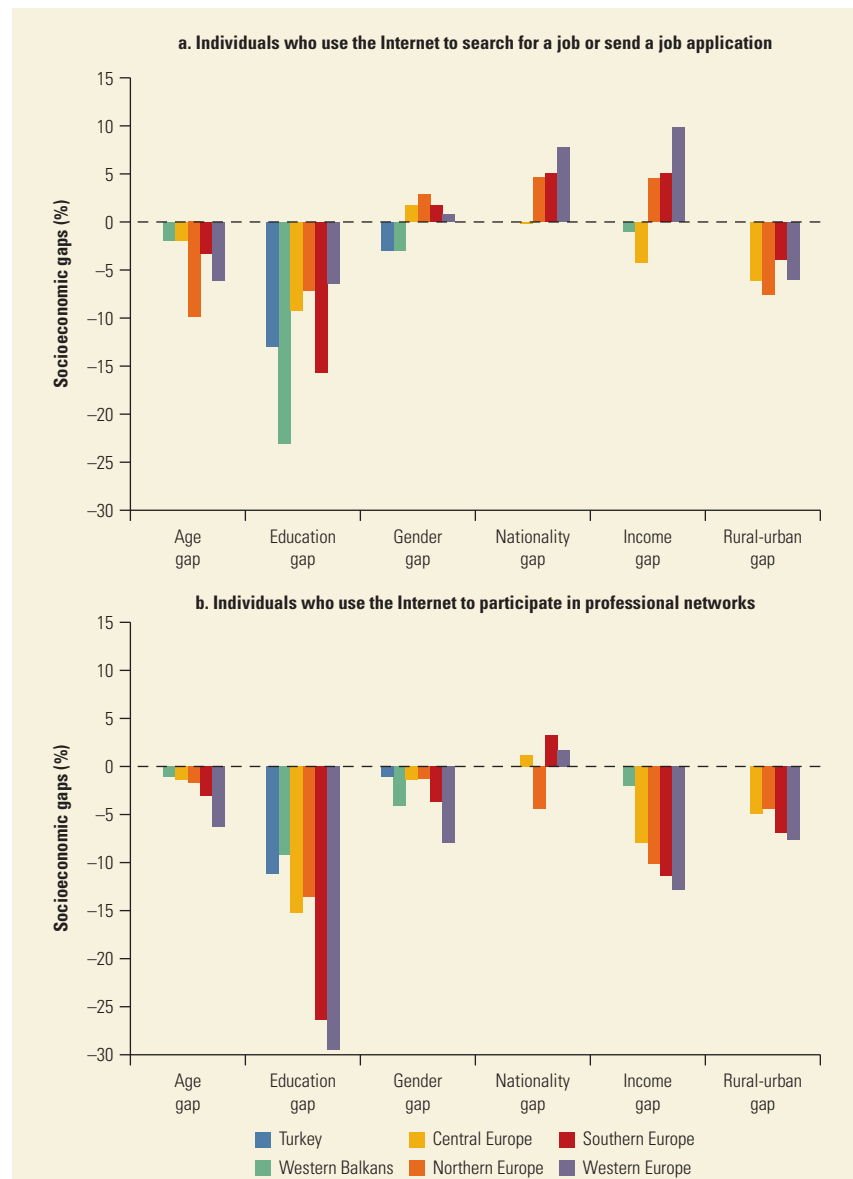 a. Individuals who use the Internet to search for a job or send a job application
Socioeconomic gaps (%)
15
10
5
0
–5
–10
–15
–20
–25
–30
Age gap
Education gap
Gender gap
Nationality gap
Income gap
Rural-urban gap
b. Individuals who use the Internet to participate in professional networks
Socioeconomic gaps (%)
15
10
5
0
–5
–10
–15
–20
–25
–30
Age gap
Education gap
Gender gap
Nationality gap
Income gap
Rural-urban gap
Turkey
Central Europe
Southern Europe
Western Balkans
Northern Europe
Western Europe